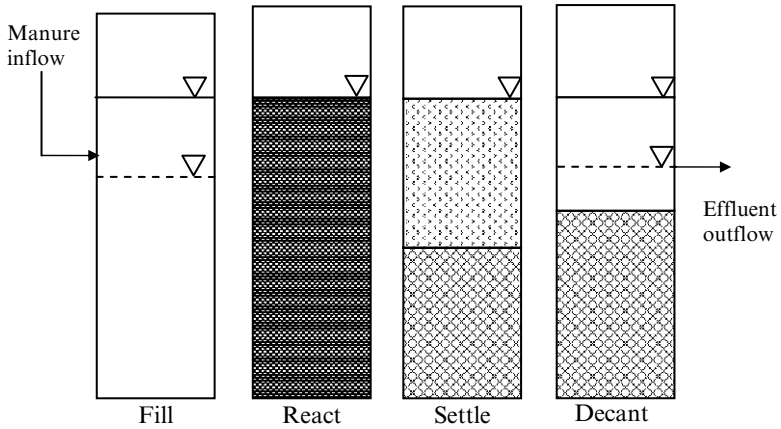 Manure
inflow
Effluent
outflow
Fill
React
Settle
Decant